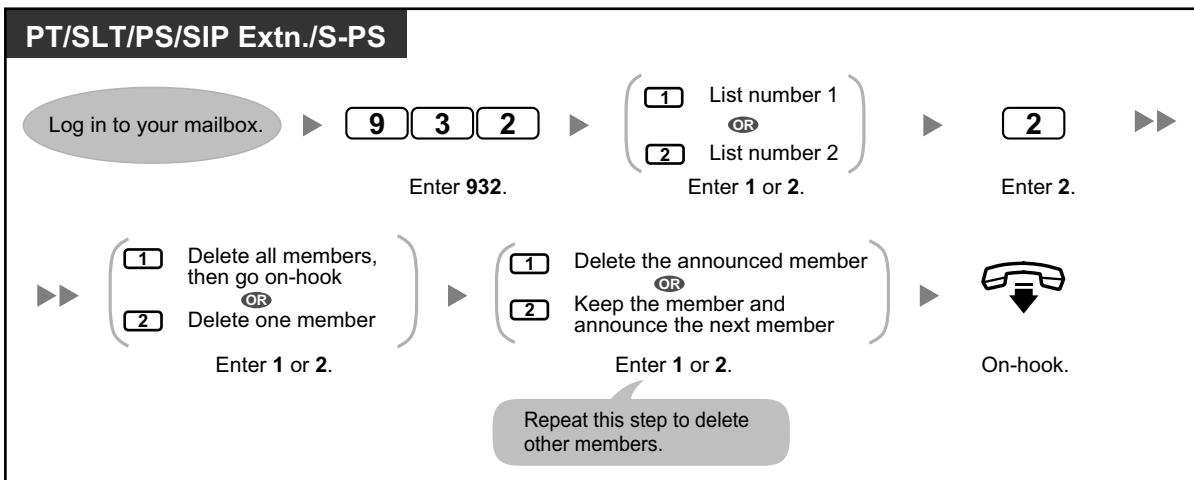 PT/SLT/PS/SIP Extn./S-PS
Log in to your mailbox.
9 3 2
Enter 932.
1 List number 1
OR
2 List number 2
Enter 1 or 2.
2
Enter 2.
1 Delete all members,
then go on-hook
OR
2 Delete one member
Enter 1 or 2.
1 Delete the announced member
OR
2 Keep the member and
announce the next member
Enter 1 or 2.
Repeat this step to delete
other members.
On-hook.